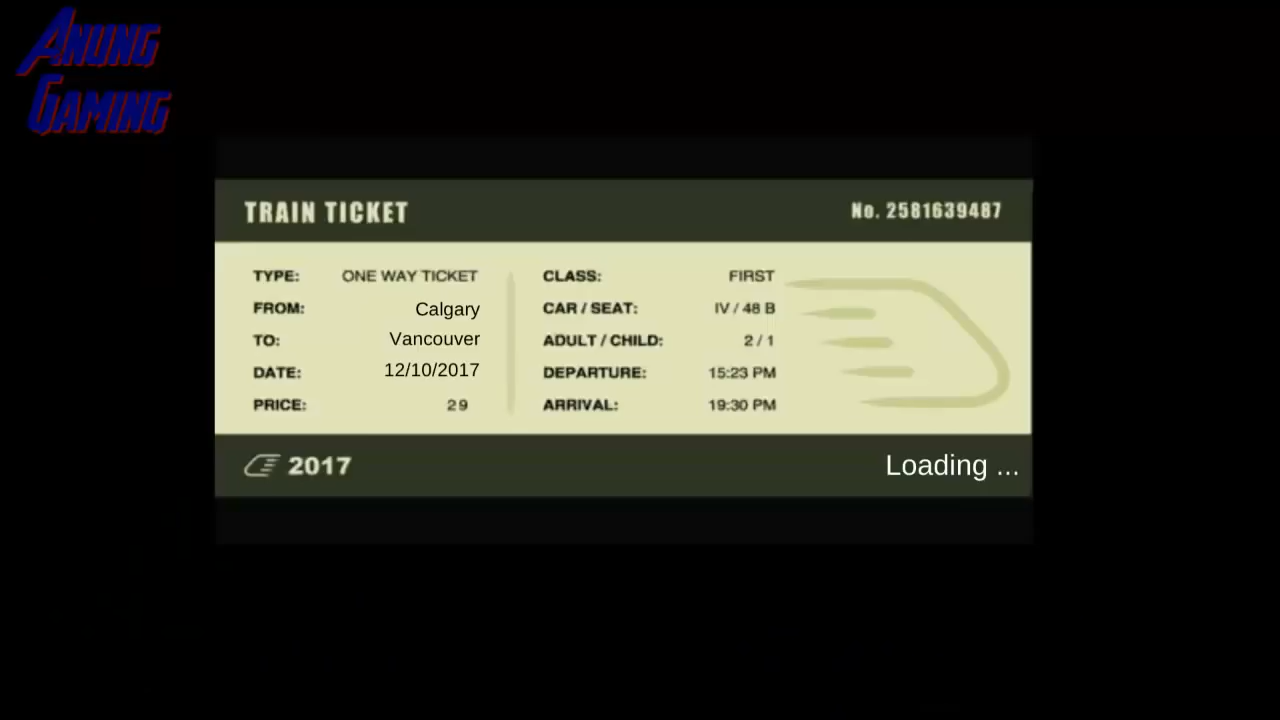 ANUNG
GAMING
TRAIN TICKET
No. 2581639487
TYPE: ONE WAY TICKET
FROM: Calgary
TO: Vancouver
DATE: 12/10/2017
PRICE: 29
CLASS: FIRST
CAR / SEAT: IV / 48 B
ADULT / CHILD: 2 / 1
DEPARTURE: 15:23 PM
ARRIVAL: 19:30 PM
2017
Loading ...